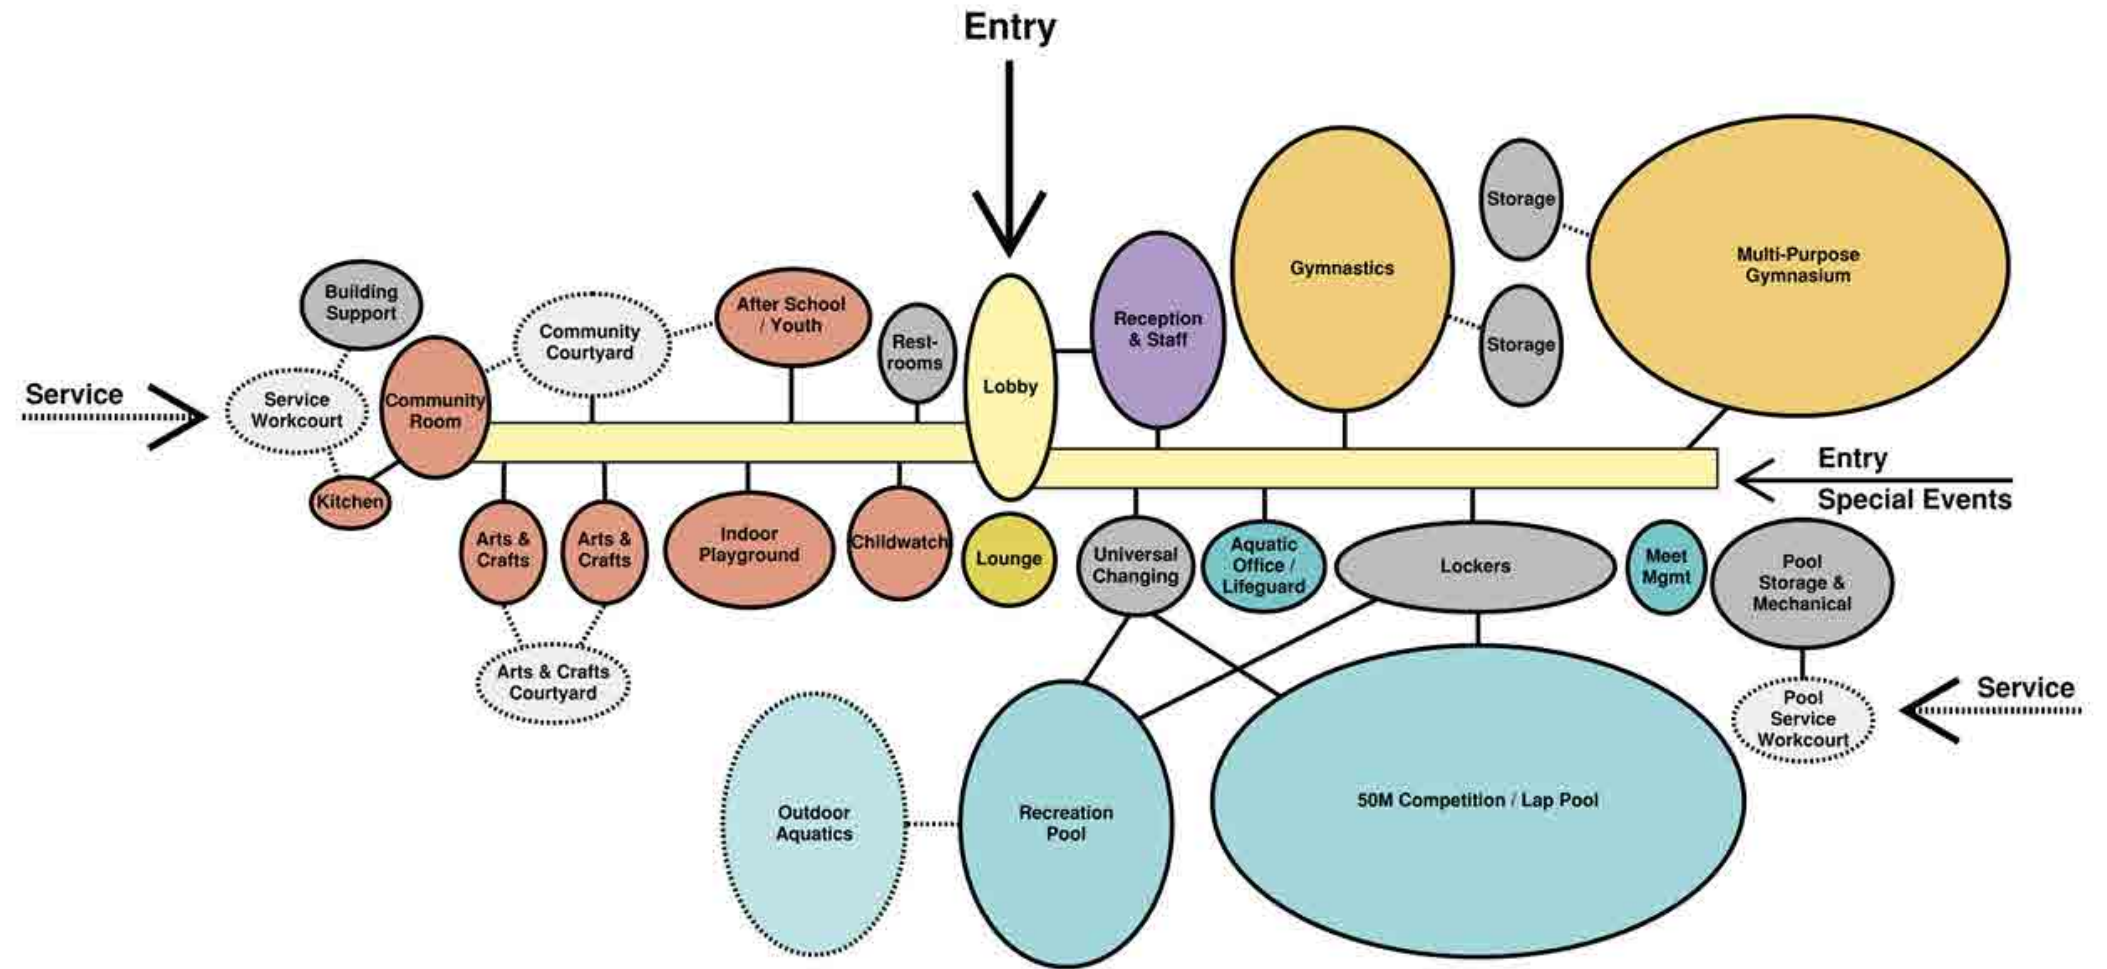 Entry
Storage
Multi-Purpose
Gymnasium
Gymnastics
Building
Support
After School
/ Youth
Community
Courtyard
Reception
& Staff
Rest-
rooms
Storage
Lobby
Service
Service
Workcourt
Community
Room
Entry
Special Events
Kitchen
Arts &
Crafts
Arts &
Crafts
Indoor
Playground
Childwatch
Lounge
Universal
Changing
Aquatic
Office /
Lifeguard
Lockers
Meet
Mgmt
Pool
Storage &
Mechanical
Arts & Crafts
Courtyard
Pool
Service
Workcourt
Service
Outdoor
Aquatics
Recreation
Pool
50M Competition / Lap Pool